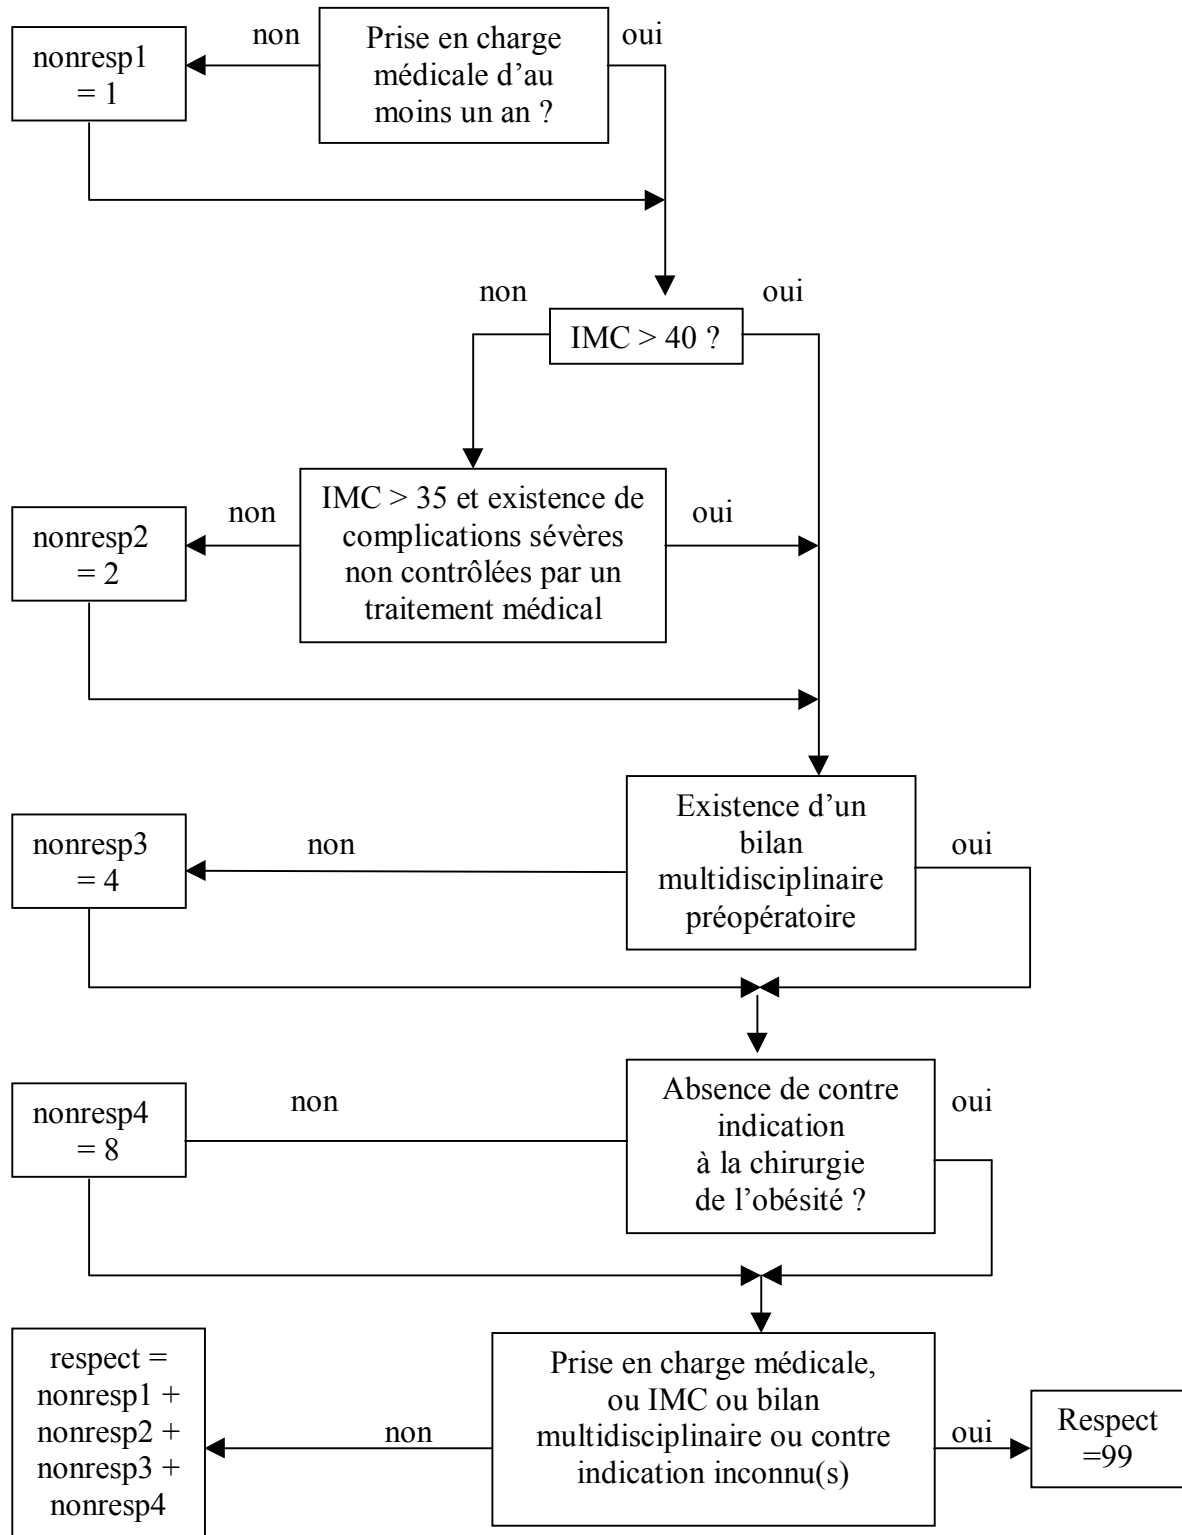 non
Prise en charge
médicale d’au
moins un an ?
oui
nonresp1
= 1
non
oui
IMC > 40 ?
IMC > 35 et existence de
complications sévères
non contrôlées par un
traitement médical
non
oui
nonresp2
= 2
Existence d’un
bilan
multidisciplinaire
préopératoire
non
oui
nonresp3
= 4
Absence de contre
indication
à la chirurgie
de l’obésité ?
non
oui
nonresp4
= 8
Prise en charge médicale,
ou IMC ou bilan
multidisciplinaire ou contre
indication inconnu(s)
non
oui
respect =
nonresp1 +
nonresp2 +
nonresp3 +
nonresp4
Respect
=99